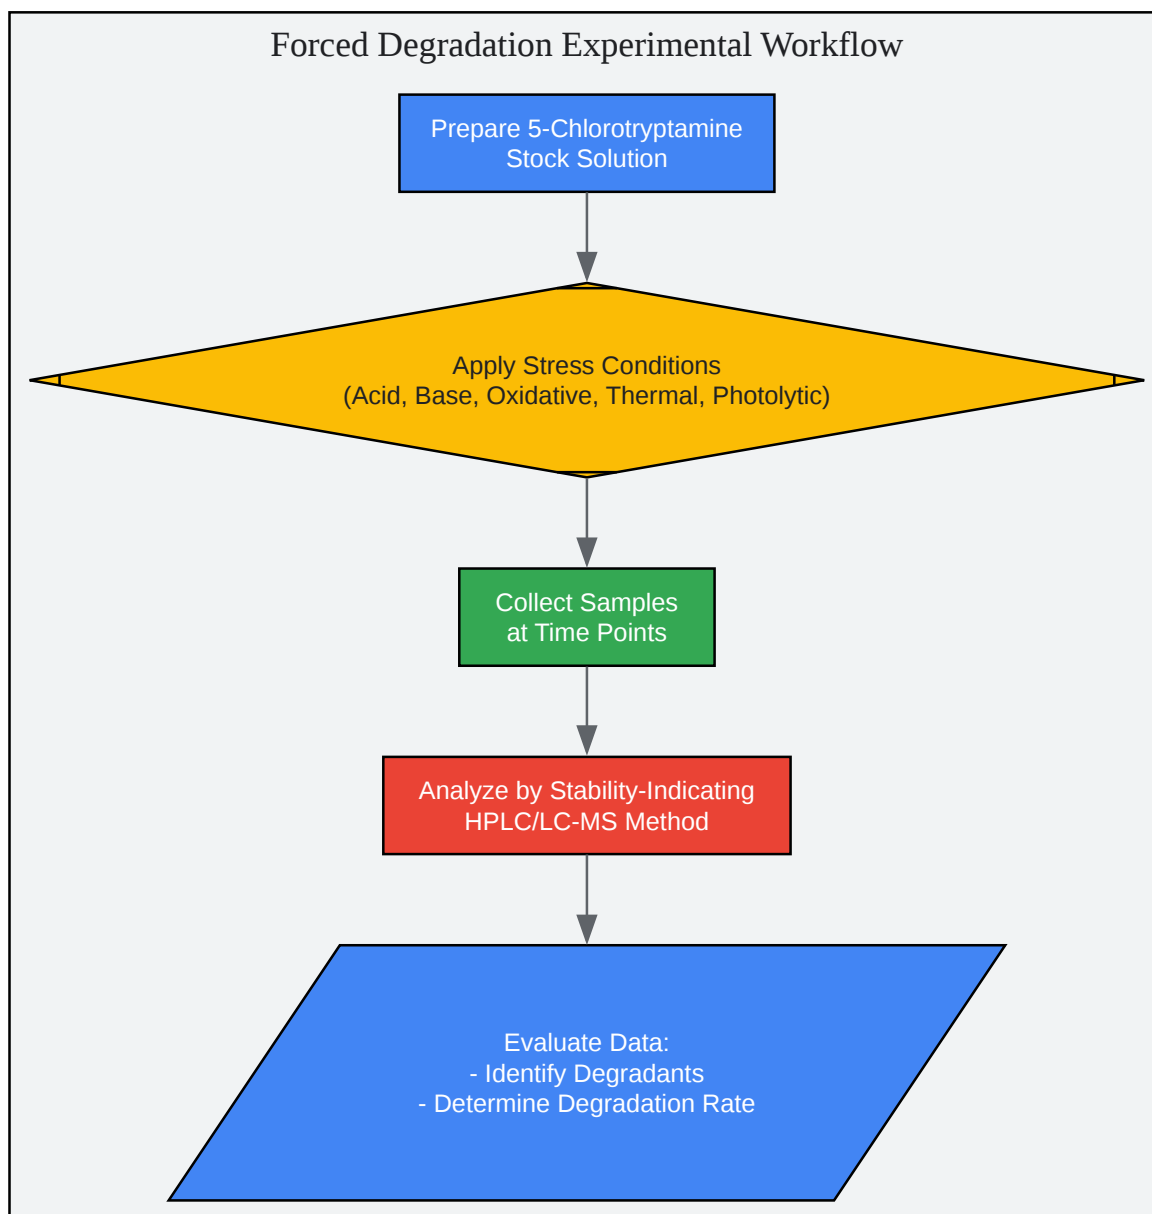 Forced Degradation Experimental Workflow
Prepare 5-Chlorotryptamine
Stock Solution
Apply Stress Conditions
(Acid, Base, Oxidative, Thermal, Photolytic)
Collect Samples
at Time Points
Analyze by Stability-Indicating
HPLC/LC-MS Method
Evaluate Data:
- Identify Degradants
- Determine Degradation Rate